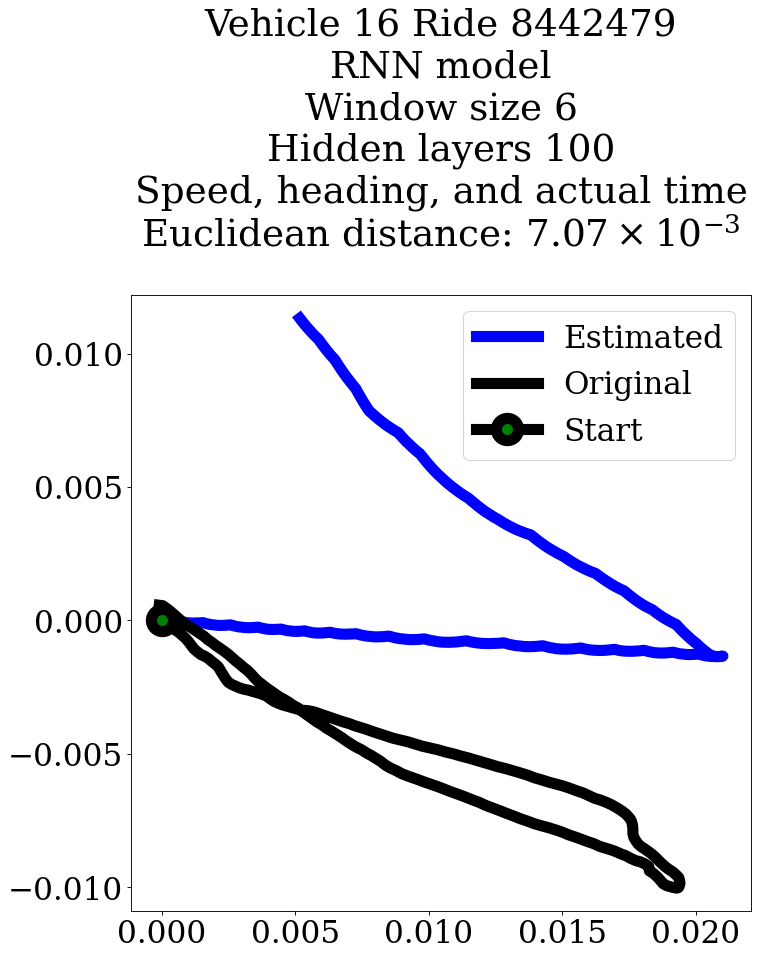 Vehicle 16 Ride 8442479
RNN model
Window size 6
Hidden layers 100
Speed, heading, and actual time
Euclidean distance: 7.07 × 10⁻³
Estimated
Original
Start
0.010
0.005
0.000
−0.005
−0.010
0.000 0.005 0.010 0.015 0.020